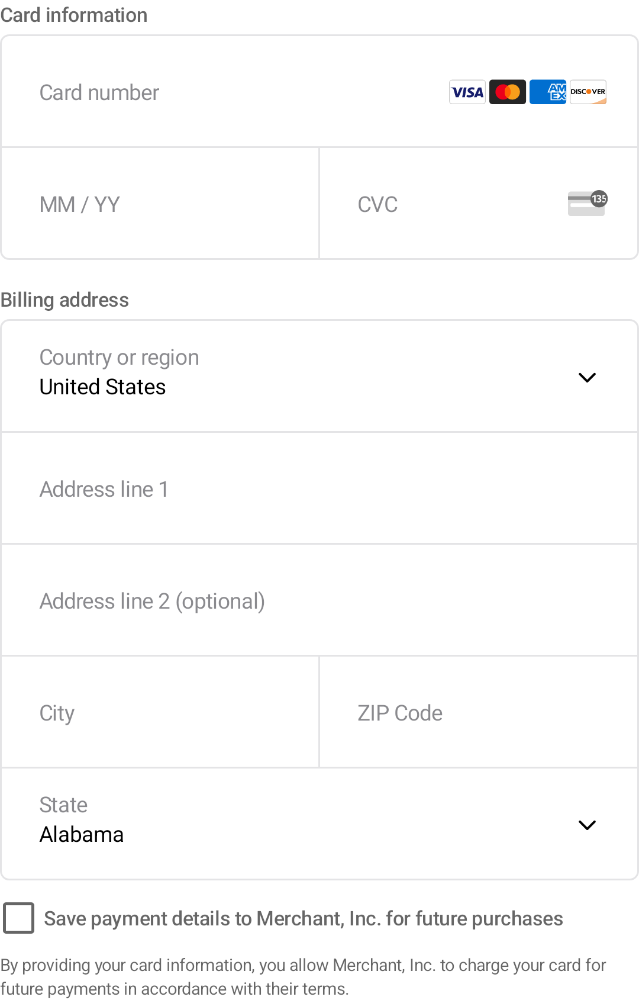 Card information
Card number VISA AM EX DISCOVER
MM / YY CVC 135
Billing address
Country or region
United States
Address line 1
Address line 2 (optional)
City ZIP Code
State
Alabama
Save payment details to Merchant, Inc. for future purchases
By providing your card information, you allow Merchant, Inc. to charge your card for
future payments in accordance with their terms.